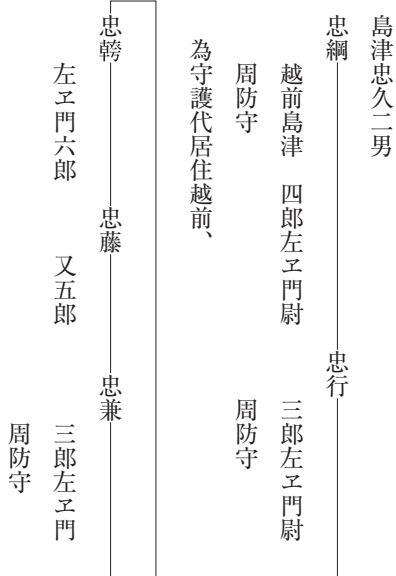 島津忠久二男
忠綱
越前島津 四郎左ヱ門尉
周防守
為守護代居住越前、
忠行
三郎左ヱ門尉
周防守
忠䡄
左ヱ門六郎
忠藤
又五郎
忠兼
三郎左ヱ門
周防守